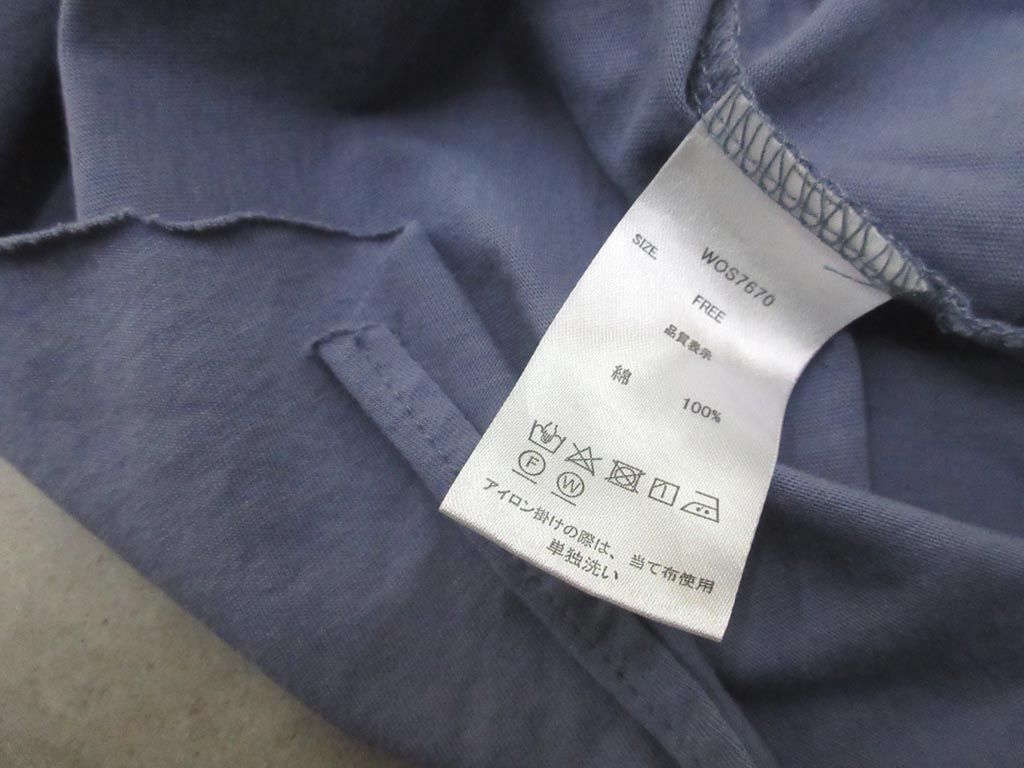 WOS7670
SIZE FREE
品質表示
綿 100%
F W
アイロン掛けの際は、当て布使用
単独洗い